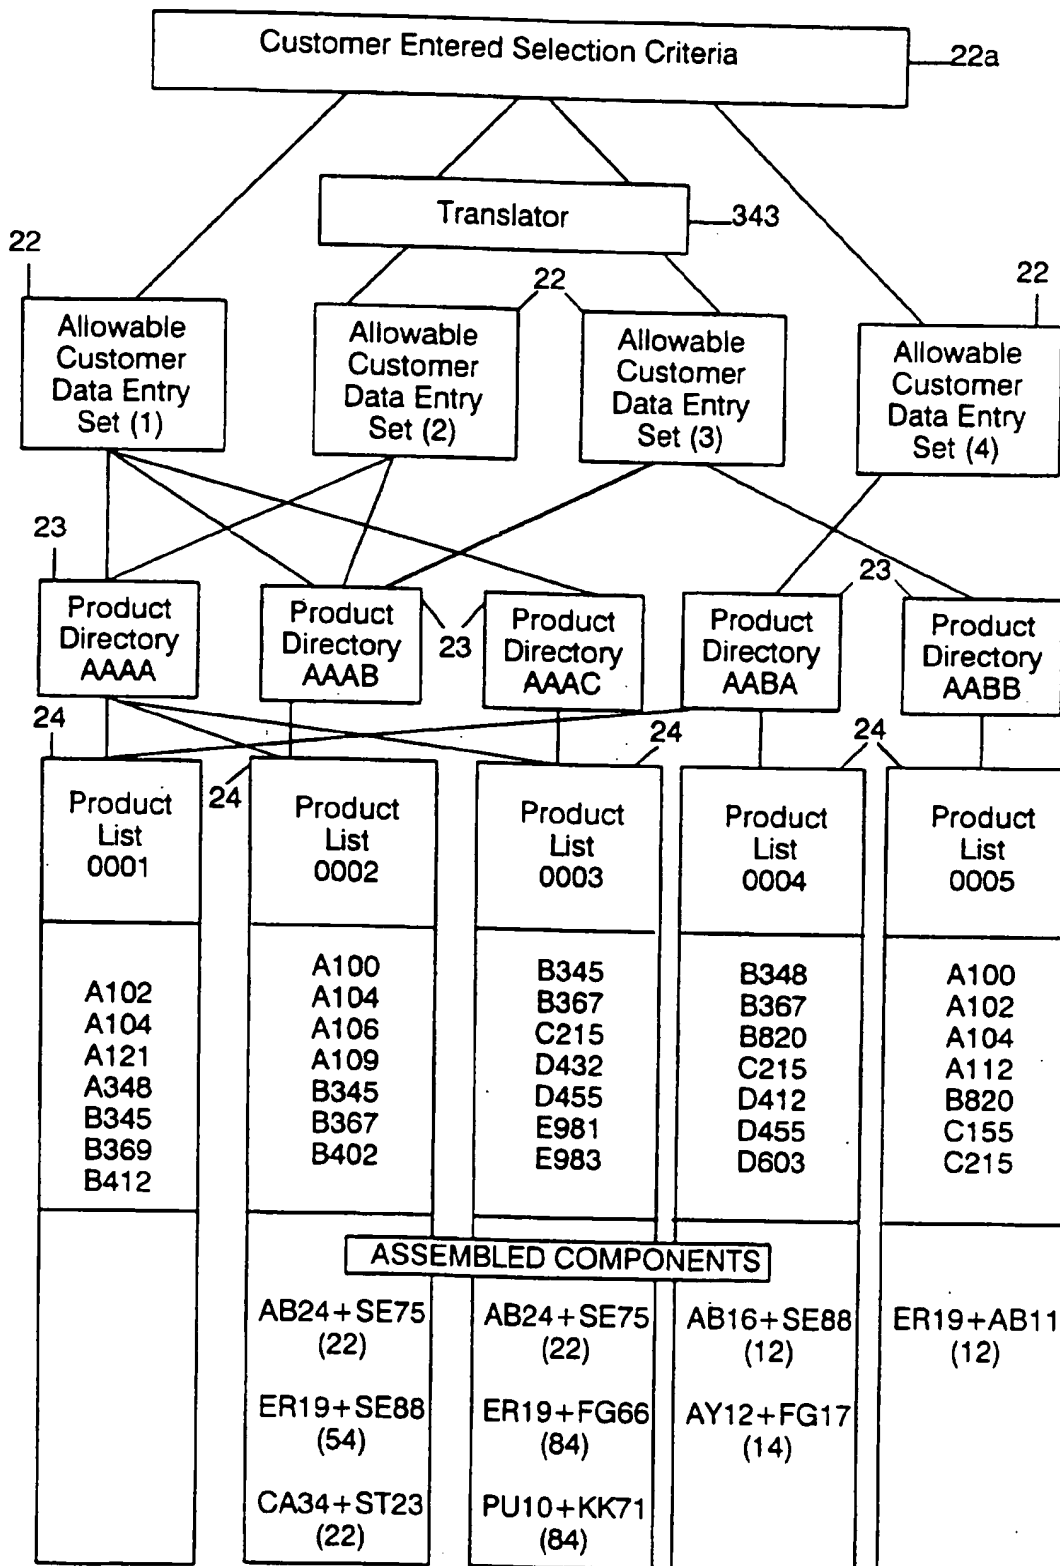 Customer Entered Selection Criteria
22a
Translator
343
22
22
22
Allowable
Customer
Data Entry
Set (1)
Allowable
Customer
Data Entry
Set (2)
Allowable
Customer
Data Entry
Set (3)
Allowable
Customer
Data Entry
Set (4)
23
23
23
Product
Directory
AAAA
Product
Directory
AAAB
Product
Directory
AAAC
Product
Directory
AABA
Product
Directory
AABB
24
24
24
24
Product
List
0001
Product
List
0002
Product
List
0003
Product
List
0004
Product
List
0005
A102
A104
A121
A348
B345
B369
B412
A100
A104
A106
A109
B345
B367
B402
B345
B367
C215
D432
D455
E981
E983
B348
B367
B820
C215
D412
D455
D603
A100
A102
A104
A112
B820
C155
C215
ASSEMBLED COMPONENTS
AB24+SE75
(22)
ER19+SE88
(54)
CA34+ST23
(22)
AB24+SE75
(22)
ER19+FG66
(84)
PU10+KK71
(84)
AB16+SE88
(12)
AY12+FG17
(14)
ER19+AB11
(12)